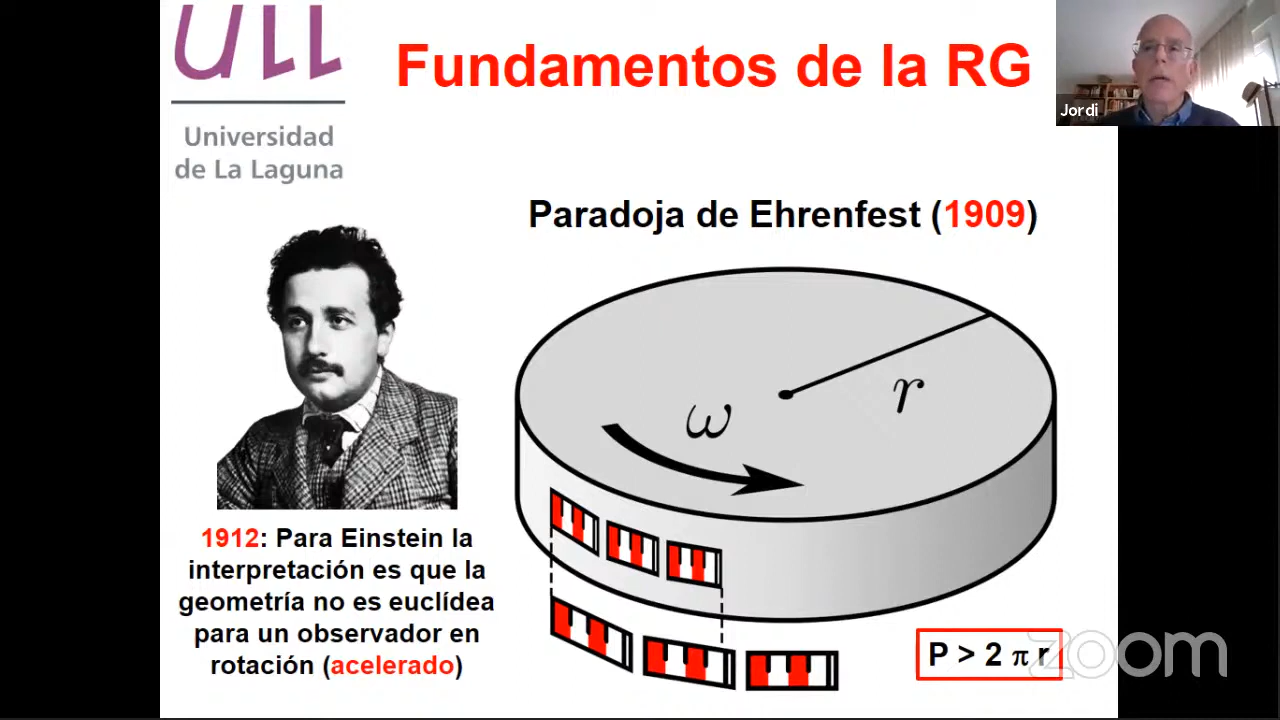 ULL
Universidad
de La Laguna
Fundamentos de la RG
Jordi
Paradoja de Ehrenfest (1909)
r
ω
1912: Para Einstein la
interpretación es que la
geometría no es euclídea
para un observador en
rotación (acelerado)
P > 2 π r
zoom